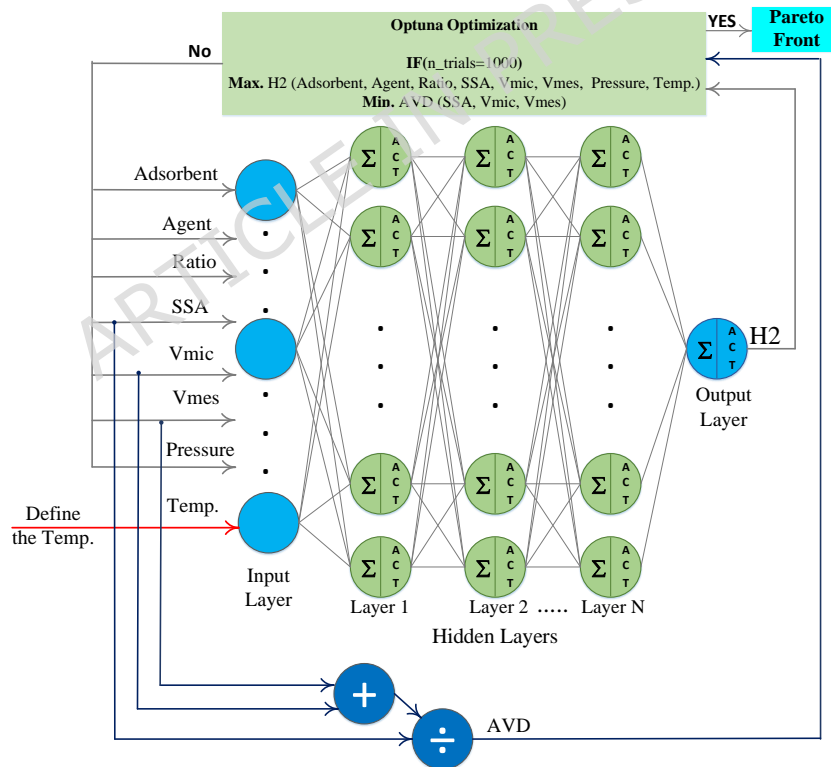 Optuna Optimization
IF(n_trials=1000)
Max. H2 (Adsorbent, Agent, Ratio, SSA, Vmic, Vmes, Pressure, Temp.)
Min. AVD (SSA, Vmic, Vmes)
YES
Pareto
Front
No
ARTICLE IN PRESS
Adsorbent
Agent
Ratio
SSA
Vmic
Vmes
Pressure
Temp.
Define
the Temp.
Input
Layer
Σ A C T
Σ A C T
Σ A C T
Σ A C T
Σ A C T
Σ A C T
Σ A C T
Σ A C T
Σ A C T
Σ A C T
Σ A C T
Σ A C T
Layer 1
Layer 2
.....
Layer N
Hidden Layers
Σ A C T
H2
Output
Layer
+
÷
AVD